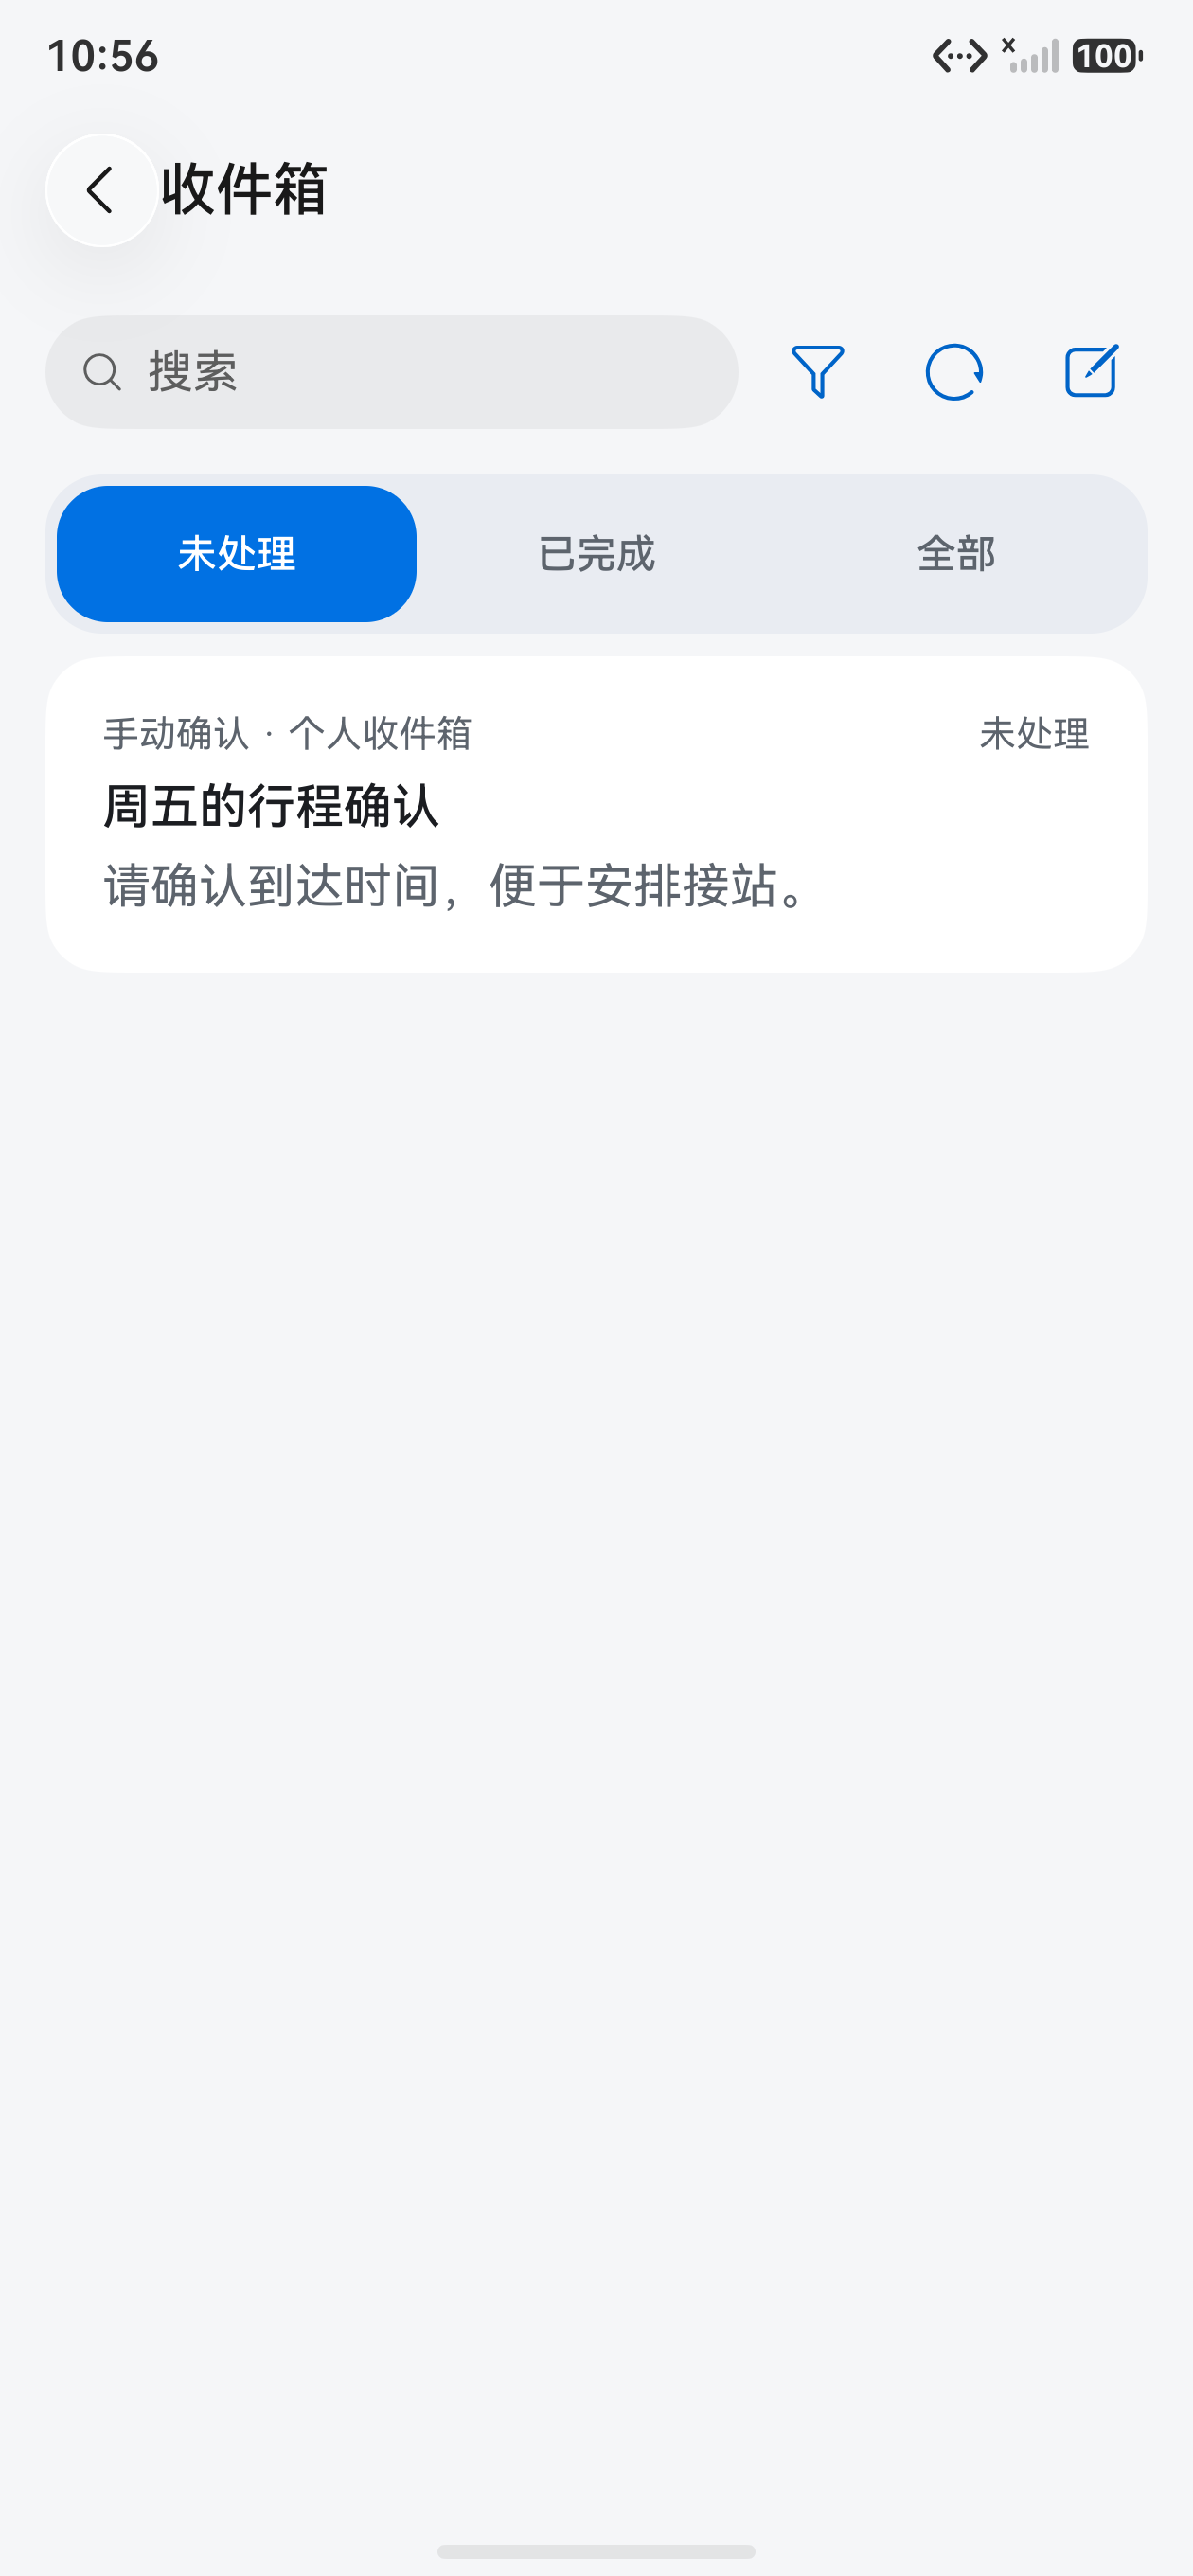 10:56
100
收件箱
搜索
未处理
已完成
全部
手动确认 · 个人收件箱
未处理
周五的行程确认
请确认到达时间，便于安排接站。